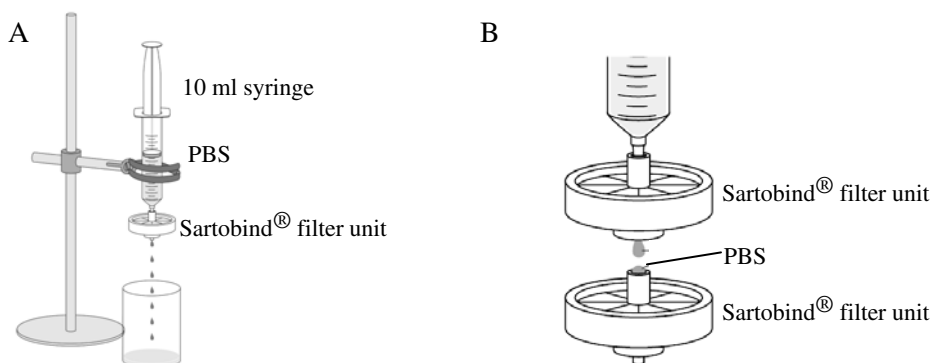 A
10 ml syringe
PBS
Sartobind® filter unit
B
Sartobind® filter unit
PBS
Sartobind® filter unit